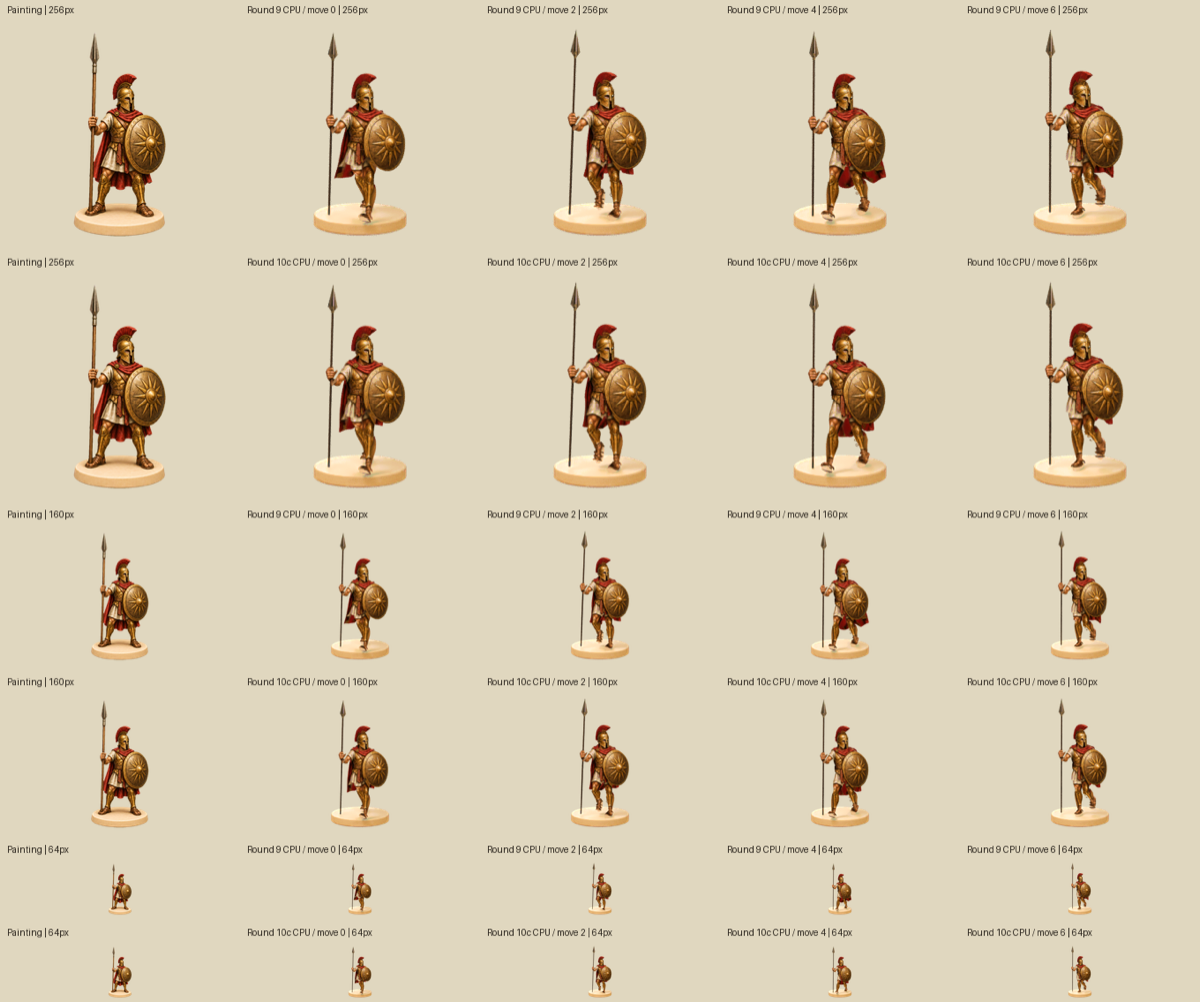 Painting | 256px
Round 9 CPU / move 0 | 256px
Round 9 CPU / move 2 | 256px
Round 9 CPU / move 4 | 256px
Round 9 CPU / move 6 | 256px
Painting | 256px
Round 10c CPU / move 0 | 256px
Round 10c CPU / move 2 | 256px
Round 10c CPU / move 4 | 256px
Round 10c CPU / move 6 | 256px
Painting | 160px
Round 9 CPU / move 0 | 160px
Round 9 CPU / move 2 | 160px
Round 9 CPU / move 4 | 160px
Round 9 CPU / move 6 | 160px
Painting | 160px
Round 10c CPU / move 0 | 160px
Round 10c CPU / move 2 | 160px
Round 10c CPU / move 4 | 160px
Round 10c CPU / move 6 | 160px
Painting | 64px
Round 9 CPU / move 0 | 64px
Round 9 CPU / move 2 | 64px
Round 9 CPU / move 4 | 64px
Round 9 CPU / move 6 | 64px
Painting | 64px
Round 10c CPU / move 0 | 64px
Round 10c CPU / move 2 | 64px
Round 10c CPU / move 4 | 64px
Round 10c CPU / move 6 | 64px